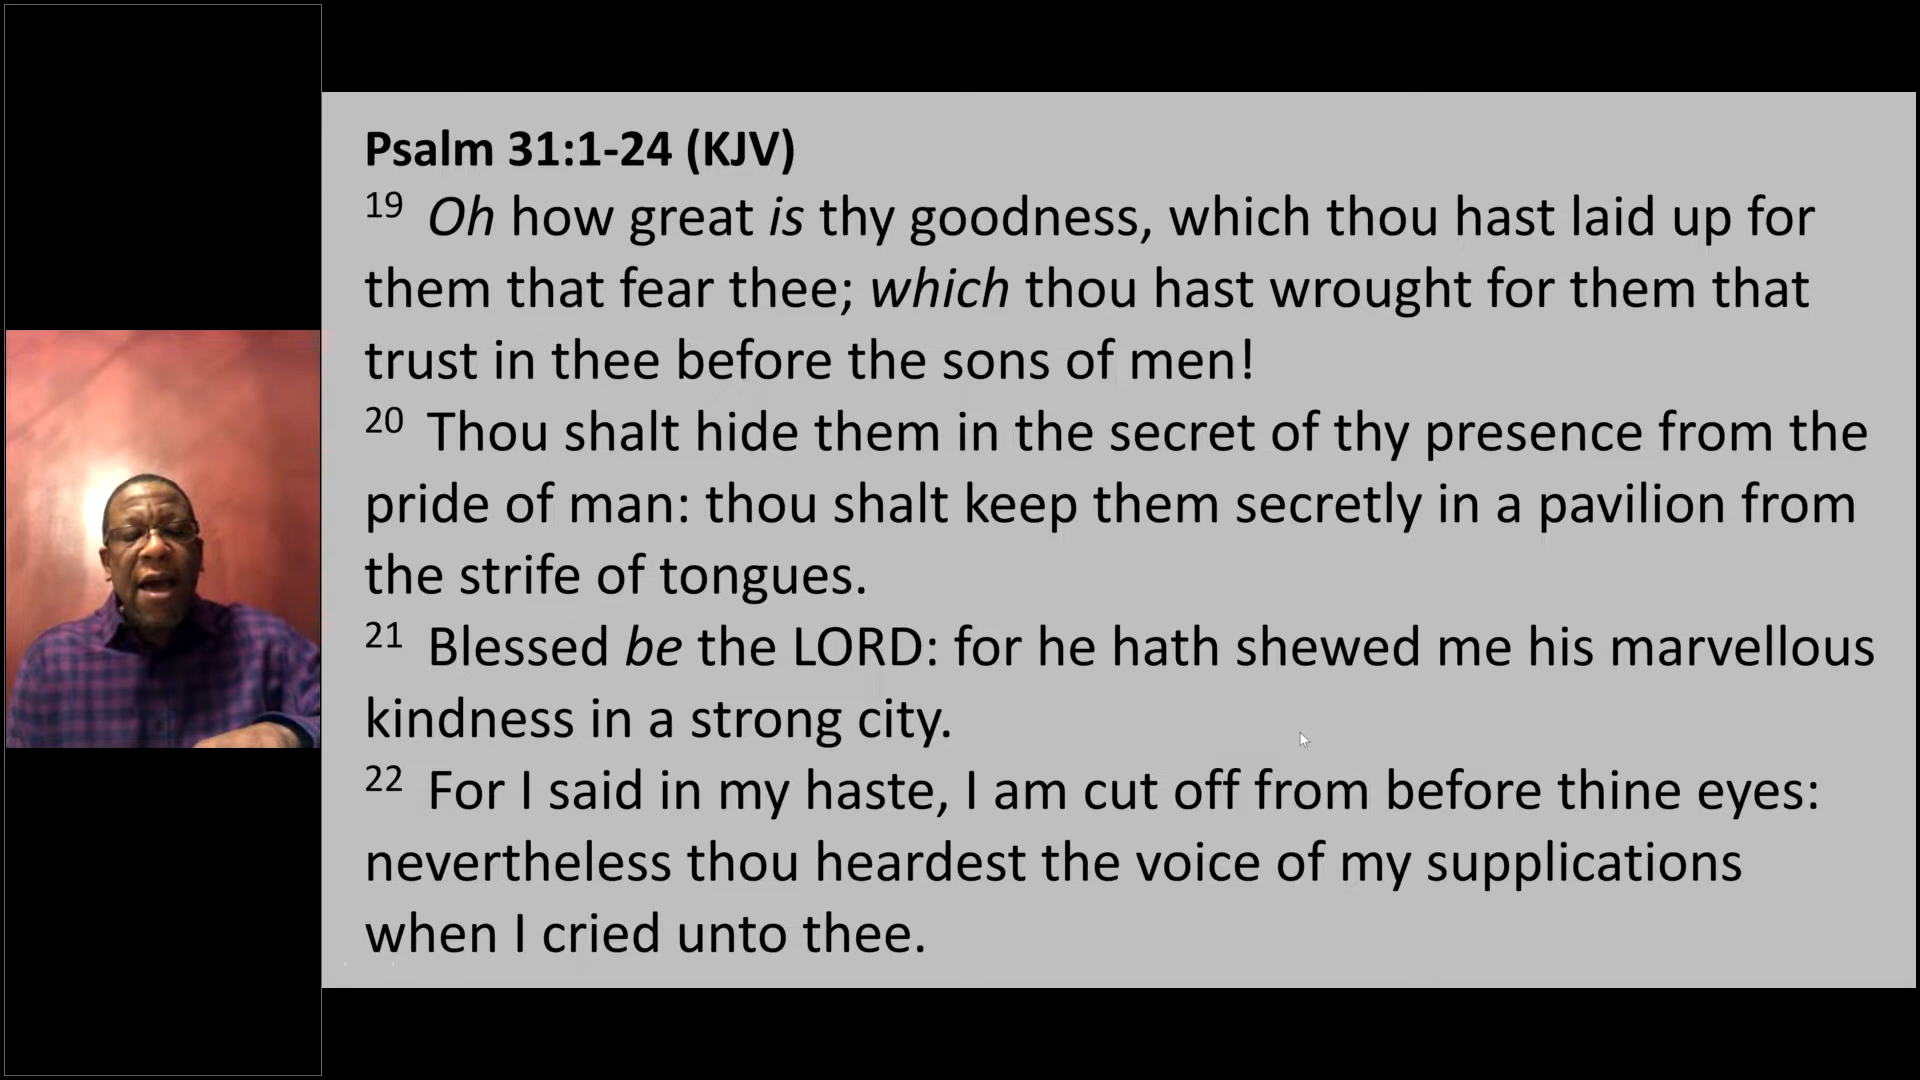 Psalm 31:1-24 (KJV)
19 Oh how great is thy goodness, which thou hast laid up for
them that fear thee; which thou hast wrought for them that
trust in thee before the sons of men!
20 Thou shalt hide them in the secret of thy presence from the
pride of man: thou shalt keep them secretly in a pavilion from
the strife of tongues.
21 Blessed be the LORD: for he hath shewed me his marvellous
kindness in a strong city.
22 For I said in my haste, I am cut off from before thine eyes:
nevertheless thou heardest the voice of my supplications
when I cried unto thee.